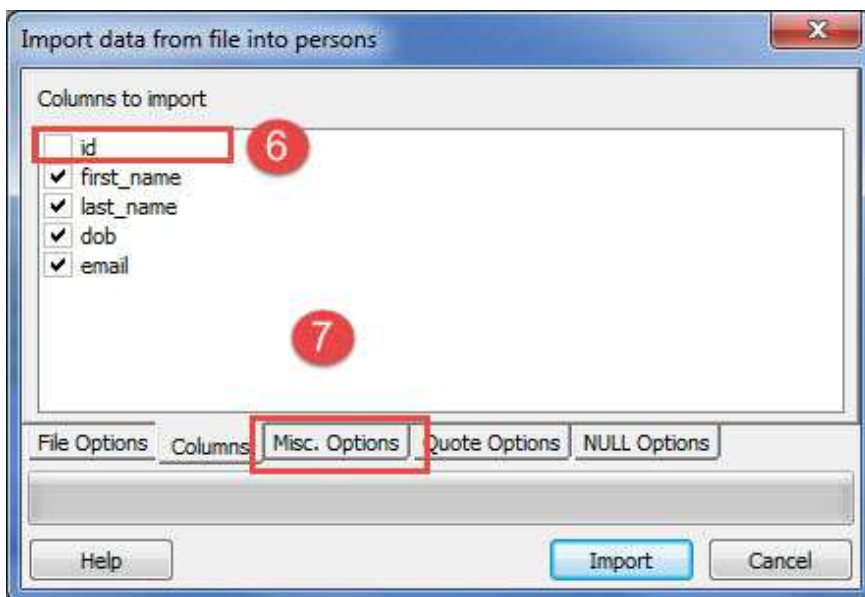 Import data from file into persons
Columns to import
id
6
first_name
last_name
dob
email
7
File Options Columns Misc. Options Quote Options NULL Options
Help Import Cancel